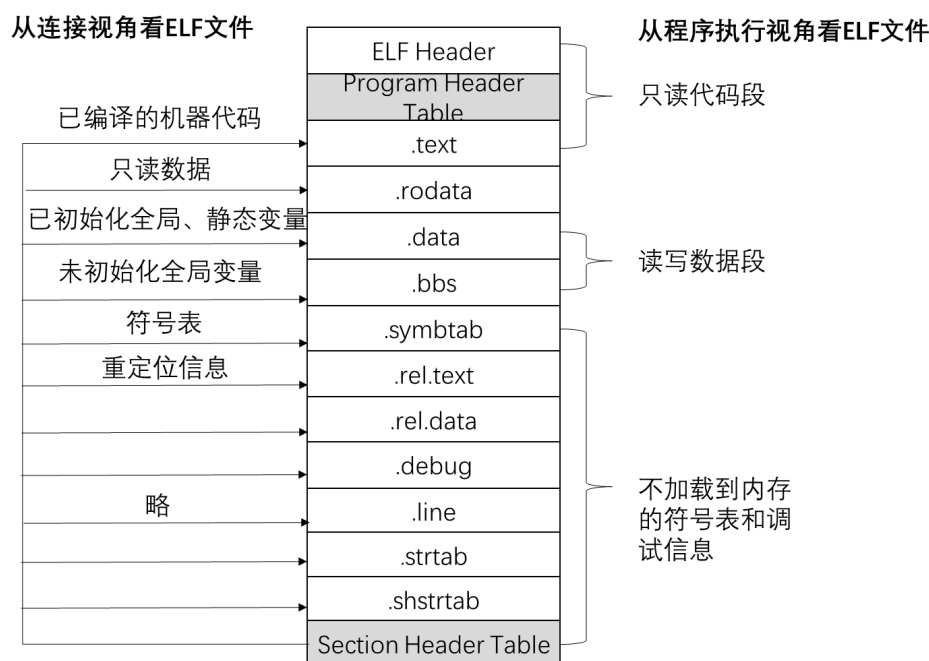 从连接视角看ELF文件
从程序执行视角看ELF文件
ELF Header
Program Header
Table
只读代码段
已编译的机器代码
.text
只读数据
.rodata
已初始化全局、静态变量
.data
读写数据段
未初始化全局变量
.bbs
符号表
.symbtab
重定位信息
.rel.text
.rel.data
.debug
不加载到内存
的符号表和调
试信息
略
.line
.strtab
.shstrtab
Section Header Table